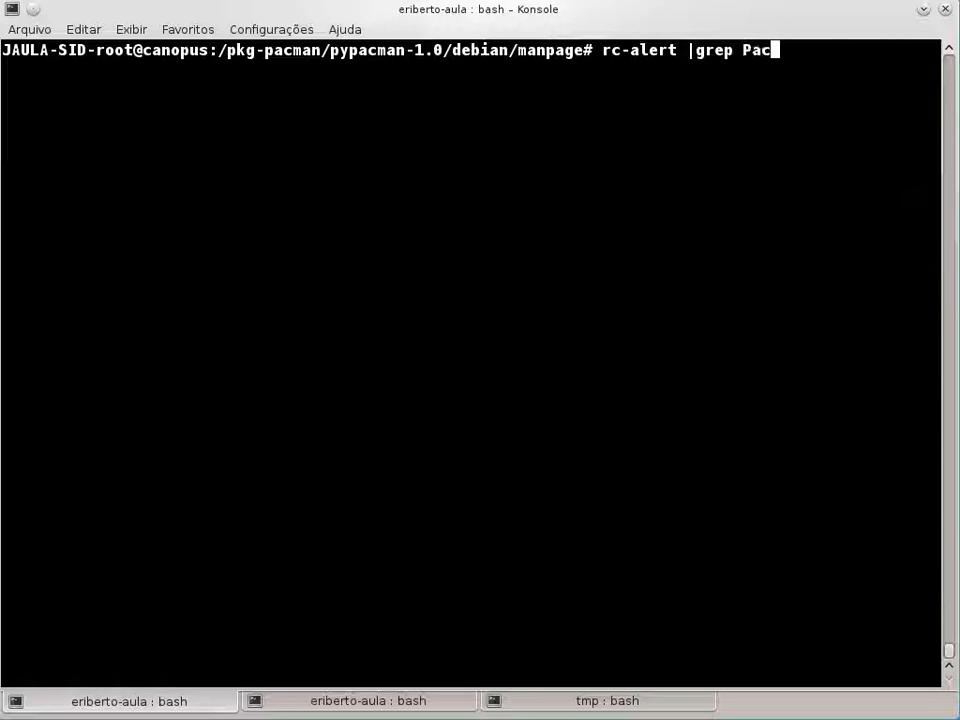 eriberto-aula : bash – Konsole
Arquivo Editar Exibir Favoritos Configurações Ajuda
JAULA-SID-root@canopus:/pkg-pacman/pypacman-1.0/debian/manpage# rc-alert |grep Pac
eriberto-aula : bash eriberto-aula : bash tmp : bash